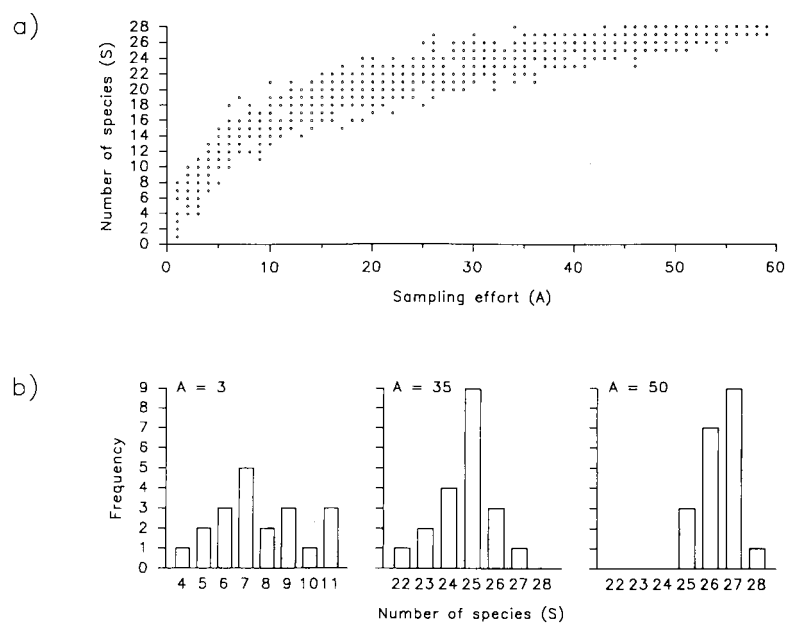 a)
Number of species (S)
28
26
24
22
20
18
16
14
12
10
8
6
4
2
0
0 10 20 30 40 50 60
Sampling effort (A)
b)
Frequency
9
8
7
6
5
4
3
2
1
0
A = 3
A = 35
A = 50
4 5 6 7 8 9 10 11
22 23 24 25 26 27 28
22 23 24 25 26 27 28
Number of species (S)